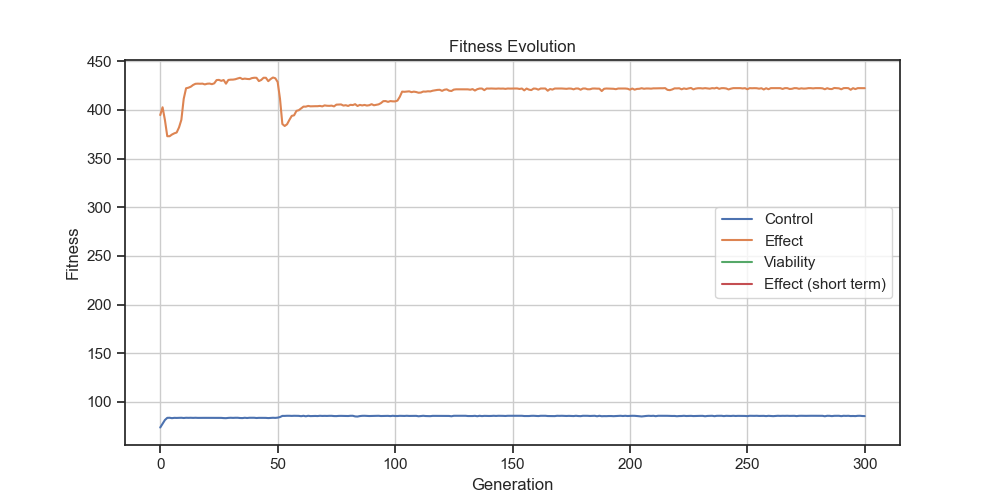 Fitness Evolution
450
400
350
300
250
200
150
100
Fitness
Control
Effect
Viability
Effect (short term)
0 50 100 150 200 250 300
Generation